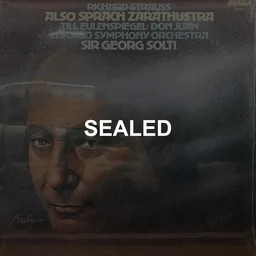 RICHARD STRAUSS
ALSO SPRACH ZARATHUSTRA
TILL EULENSPIEGEL · DON JUAN
CHICAGO SYMPHONY ORCHESTRA
SIR GEORG SOLTI
SEALED